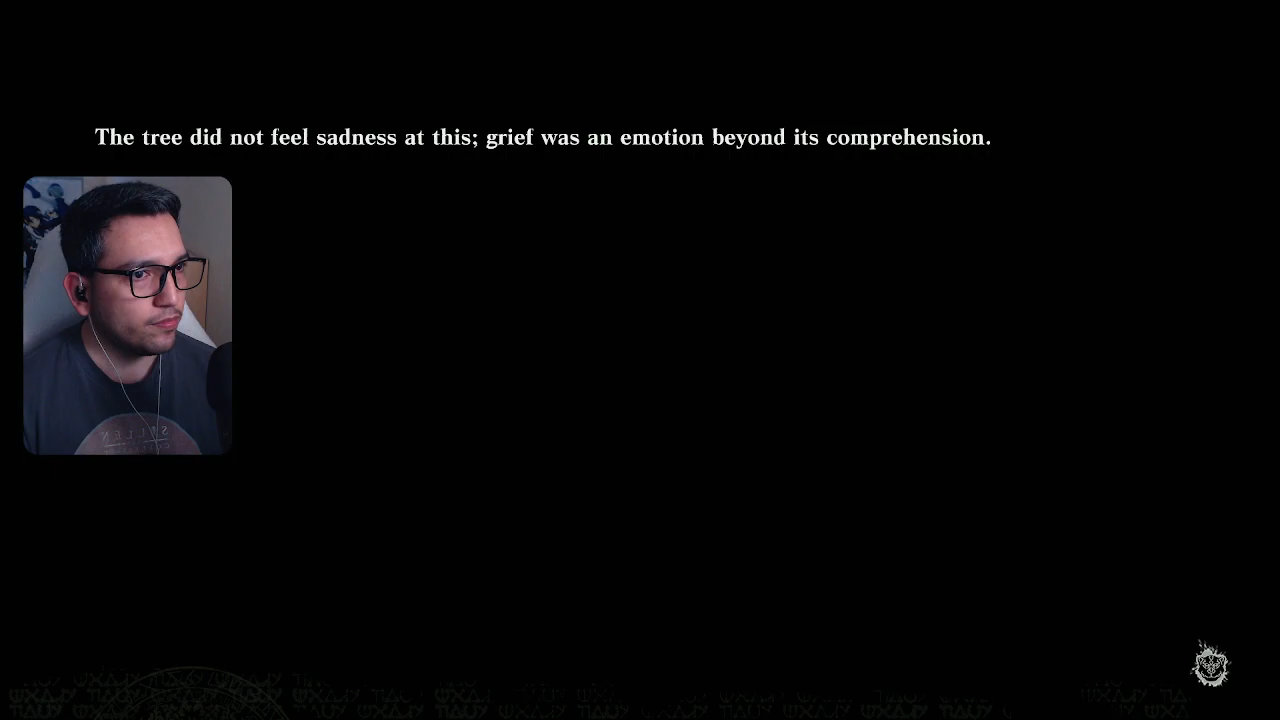 The tree did not feel sadness at this; grief was an emotion beyond its comprehension.